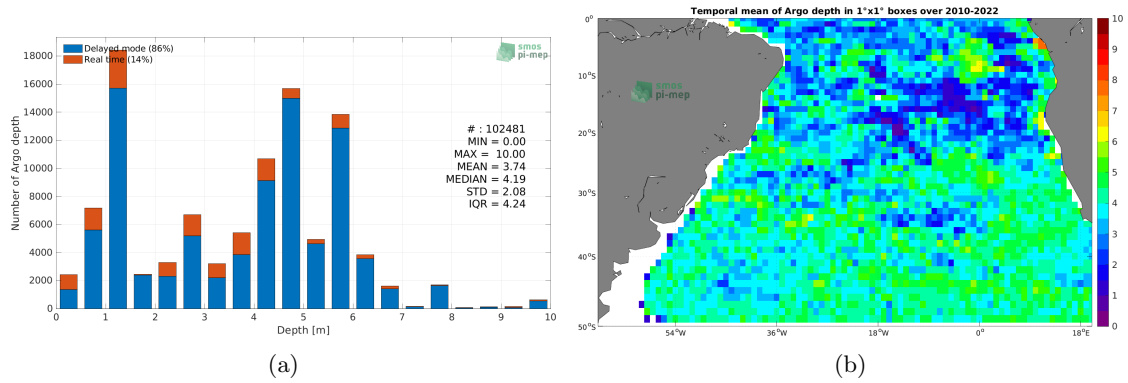 Delayed mode (86%)
Real time (14%)
smos
pi-mep
# : 102481
MIN = 0.00
MAX = 10.00
MEAN = 3.74
MEDIAN = 4.19
STD = 2.08
IQR = 4.24
Number of Argo depth
18000
16000
14000
12000
10000
8000
6000
4000
2000
0
0 1 2 3 4 5 6 7 8 9 10
Depth [m]
(a)
Temporal mean of Argo depth in 1°x1° boxes over 2010-2022
smos
pi-mep
0°
10°S
20°S
30°S
40°S
50°S
54°W 36°W 18°W 0° 18°E
10
9
8
7
6
5
4
3
2
1
0
(b)